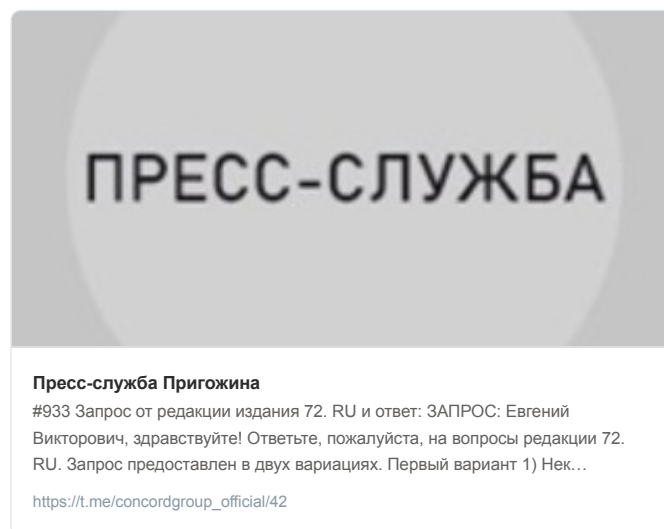 ПРЕСС-СЛУЖБА
Пресс-служба Пригожина
#933 Запрос от редакции издания 72. RU и ответ: ЗАПРОС: Евгений
Викторович, здравствуйте! Ответьте, пожалуйста, на вопросы редакции 72.
RU. Запрос предоставлен в двух вариациях. Первый вариант 1) Нек…
https://t.me/concordgroup_official/42